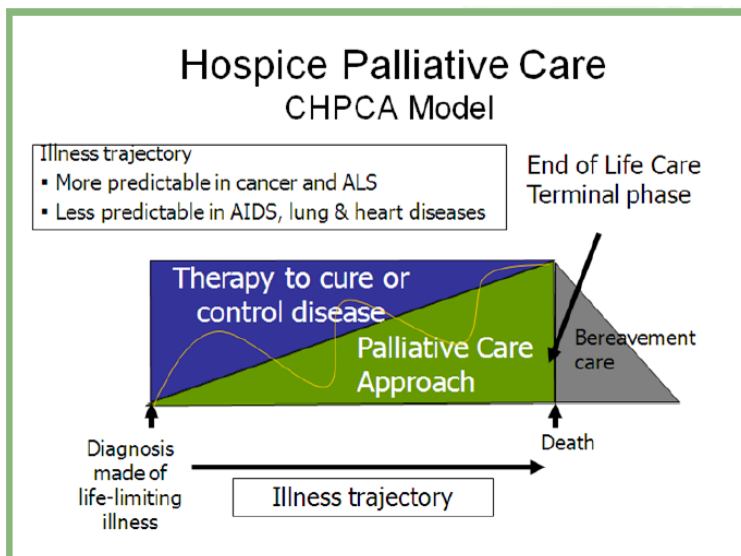 Hospice Palliative Care
CHPCA Model
Illness trajectory
▪ More predictable in cancer and ALS
▪ Less predictable in AIDS, lung & heart diseases
End of Life Care
Terminal phase
Therapy to cure or
control disease
Palliative Care
Approach
Bereavement
care
Diagnosis
made of
life-limiting
illness
Death
Illness trajectory